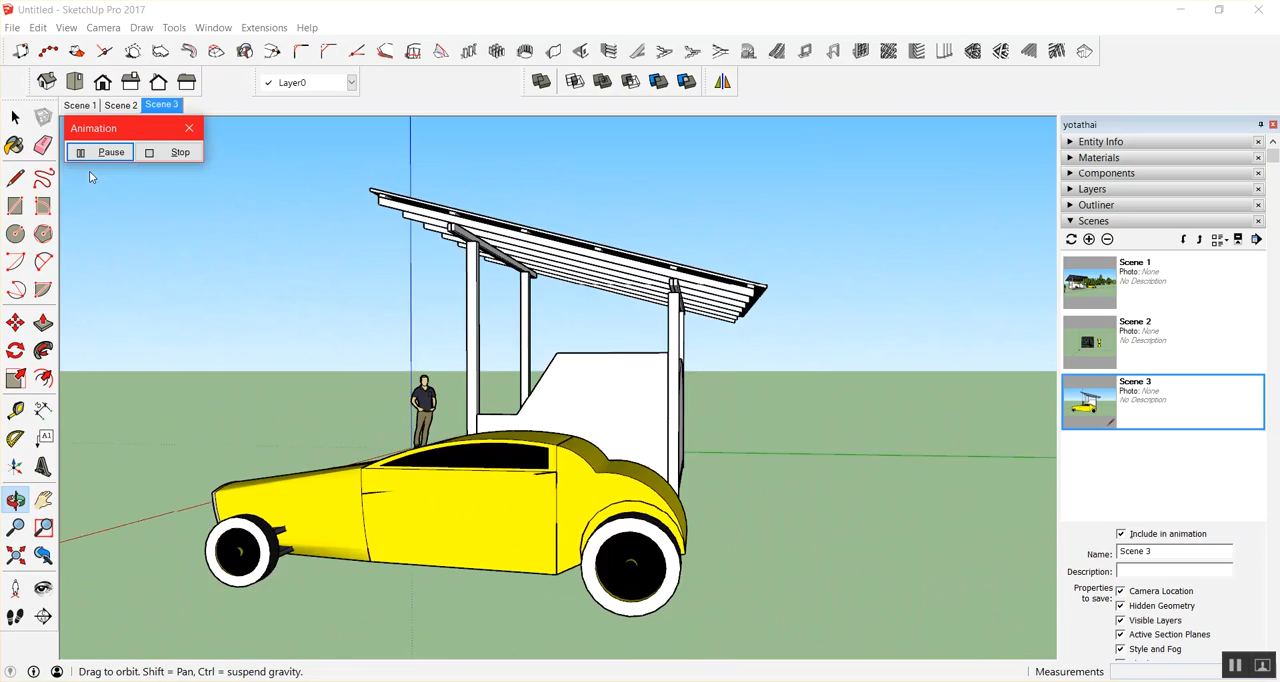 Untitled - SketchUp Pro 2017
File Edit View Camera Draw Tools Window Extensions Help
Layer0
Scene 1 Scene 2 Scene 3
Animation
Pause Stop
A1
yotathai
Entity Info
Materials
Components
Layers
Outliner
Scenes
Scene 1
Photo: None
No Description
Scene 2
Photo: None
No Description
Scene 3
Photo: None
No Description
Include in animation
Name: Scene 3
Description:
Properties to save:
Camera Location
Hidden Geometry
Visible Layers
Active Section Planes
Style and Fog
Drag to orbit. Shift = Pan, Ctrl = suspend gravity.
Measurements